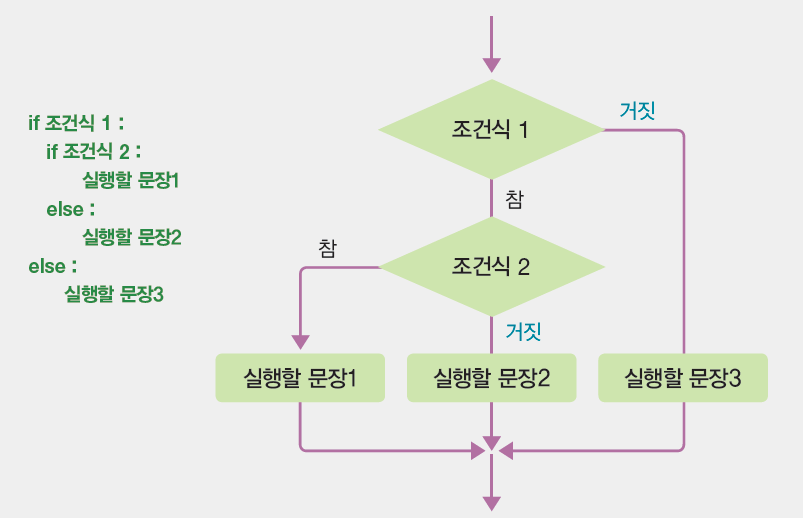 if 조건식 1 :
if 조건식 2 :
실행할 문장1
else :
실행할 문장2
else :
실행할 문장3
조건식 1
거짓
참
조건식 2
참
거짓
실행할 문장1
실행할 문장2
실행할 문장3